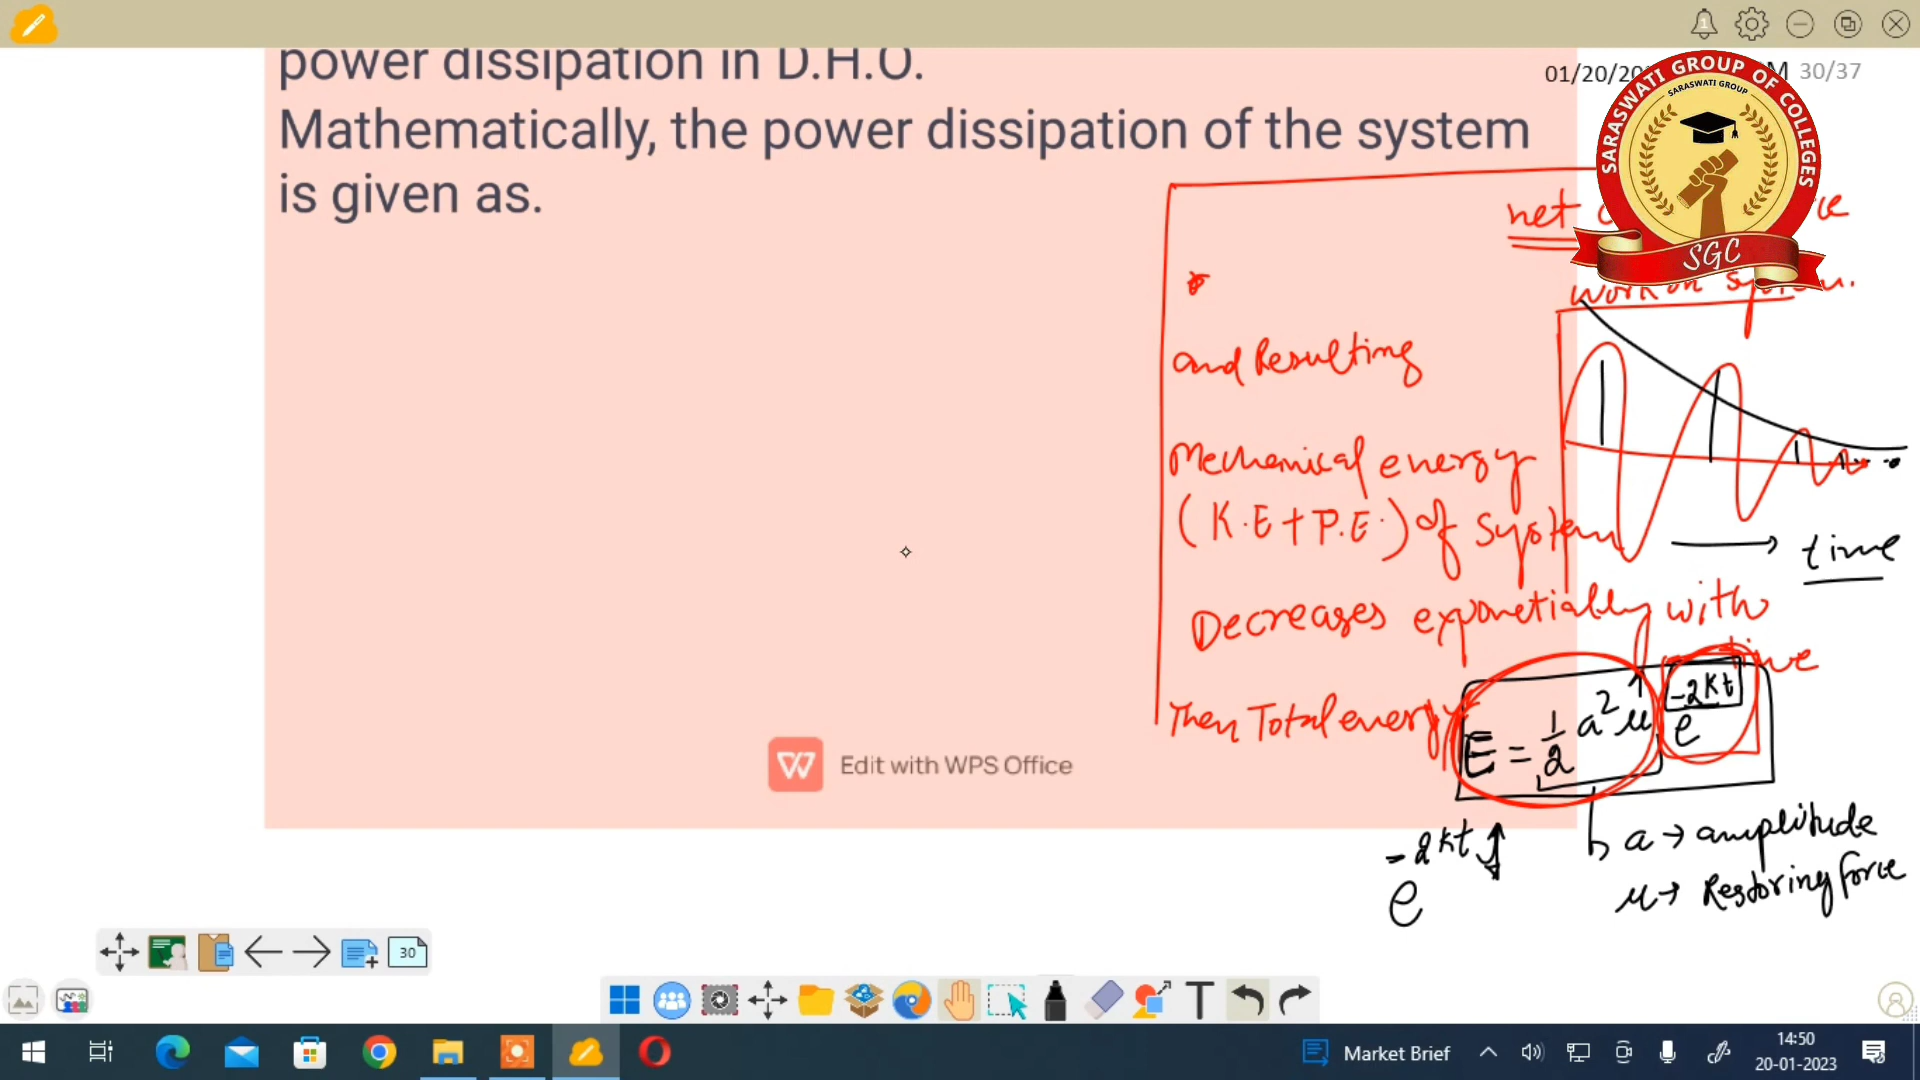 power dissipation in D.H.O.
01/20/20 M 30/37
Mathematically, the power dissipation of the system
is given as.
SARASWATI GROUP OF COLLEGES
SARASWATI GROUP
SGC
net
work on system.
and Resulting
Mechanical energy
(K.E + P.E.) of System
time
Decreases exponetially with
time
Then Total energy
E = 1/2 a² μ e^-2kt
Edit with WPS Office
e^-2kt
a → amplitude
μ → Restoring force
30
T
Market Brief
14:50
20-01-2023